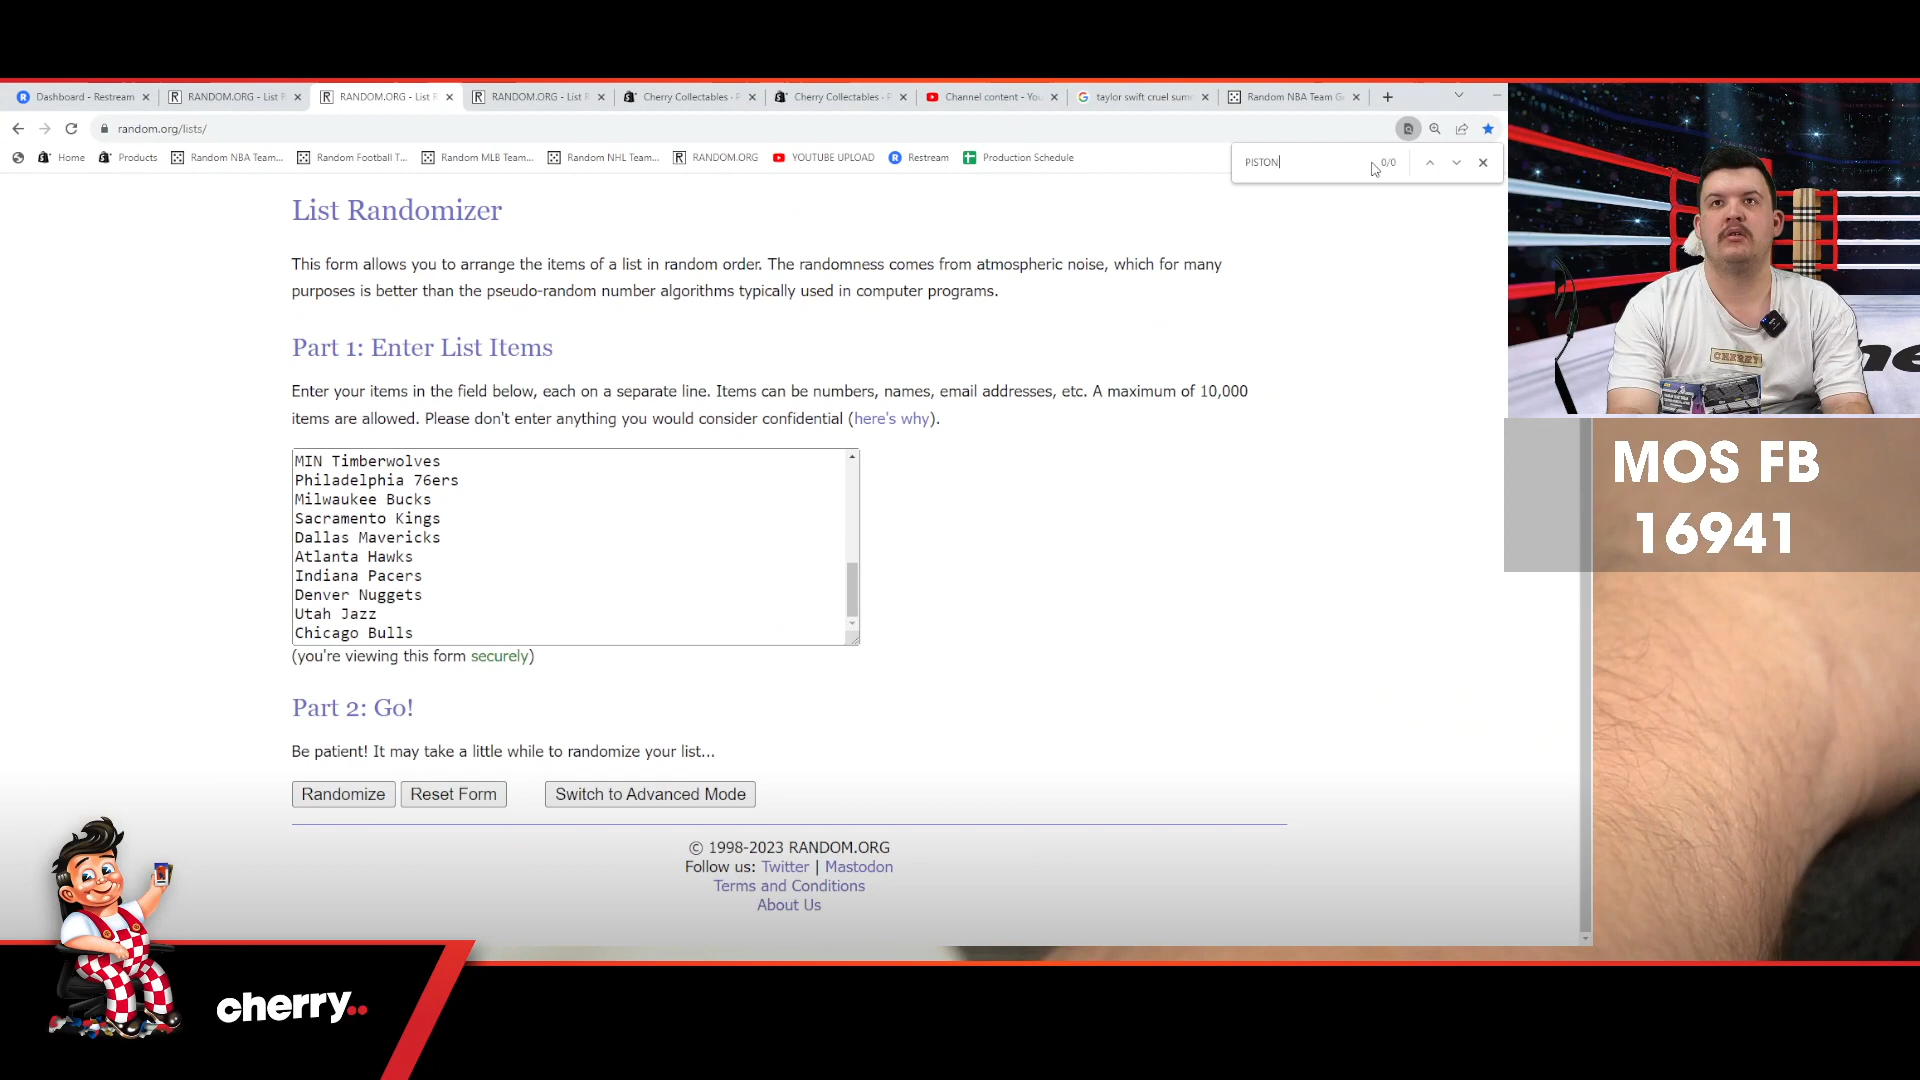 Dashboard - Restream
RANDOM.ORG - List R
RANDOM.ORG - List R
RANDOM.ORG - List R
Cherry Collectables - P
Cherry Collectables - P
Channel content - You
taylor swift cruel sum
Random NBA Team G
random.org/lists/
Home
Products
Random NBA Team...
Random Football T...
Random MLB Team...
Random NHL Team...
RANDOM.ORG
YOUTUBE UPLOAD
Restream
Production Schedule
PISTON
0/0
List Randomizer
This form allows you to arrange the items of a list in random order. The randomness comes from atmospheric noise, which for many
purposes is better than the pseudo-random number algorithms typically used in computer programs.
Part 1: Enter List Items
Enter your items in the field below, each on a separate line. Items can be numbers, names, email addresses, etc. A maximum of 10,000
items are allowed. Please don't enter anything you would consider confidential (here's why).
MIN Timberwolves
Philadelphia 76ers
Milwaukee Bucks
Sacramento Kings
Dallas Mavericks
Atlanta Hawks
Indiana Pacers
Denver Nuggets
Utah Jazz
Chicago Bulls
(you're viewing this form securely)
Part 2: Go!
Be patient! It may take a little while to randomize your list...
Randomize
Reset Form
Switch to Advanced Mode
© 1998-2023 RANDOM.ORG
Follow us: Twitter | Mastodon
Terms and Conditions
About Us
CHERRY
MOS FB
16941
cherry..